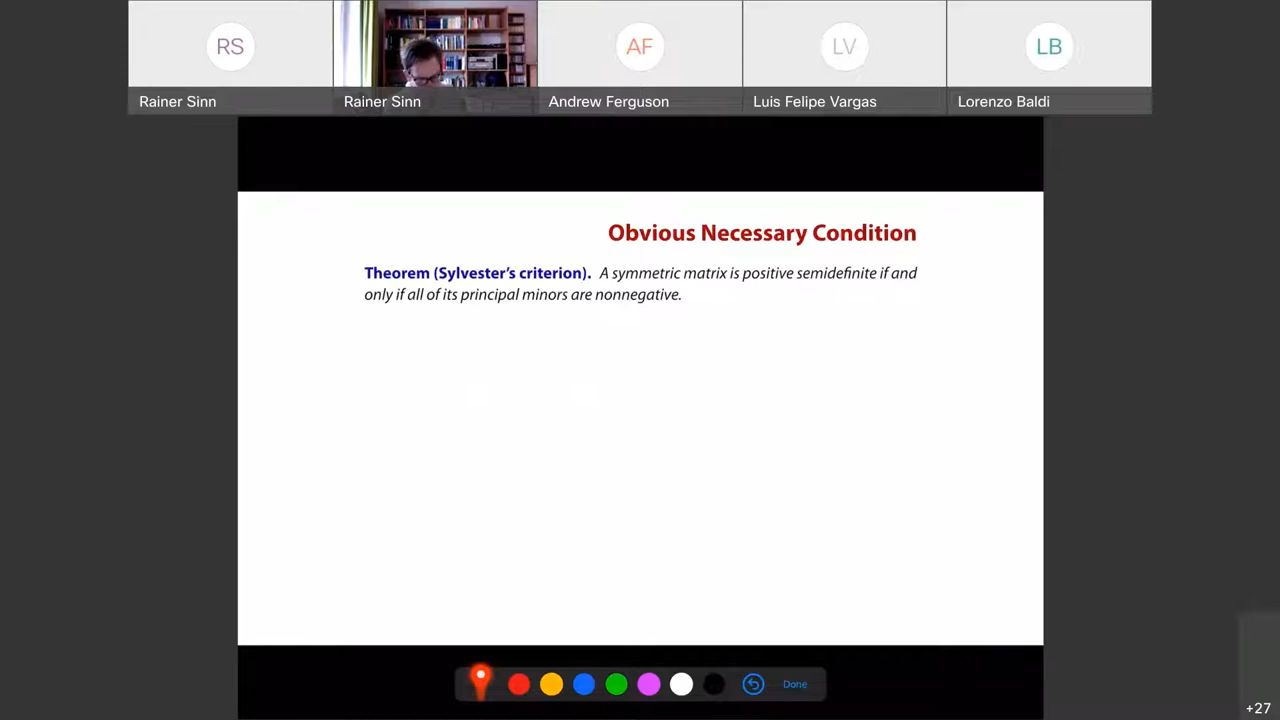 RS
AF
LV
LB
Rainer Sinn
Rainer Sinn
Andrew Ferguson
Luis Felipe Vargas
Lorenzo Baldi
Obvious Necessary Condition
Theorem (Sylvester's criterion). A symmetric matrix is positive semidefinite if and
only if all of its principal minors are nonnegative.
Done
+27